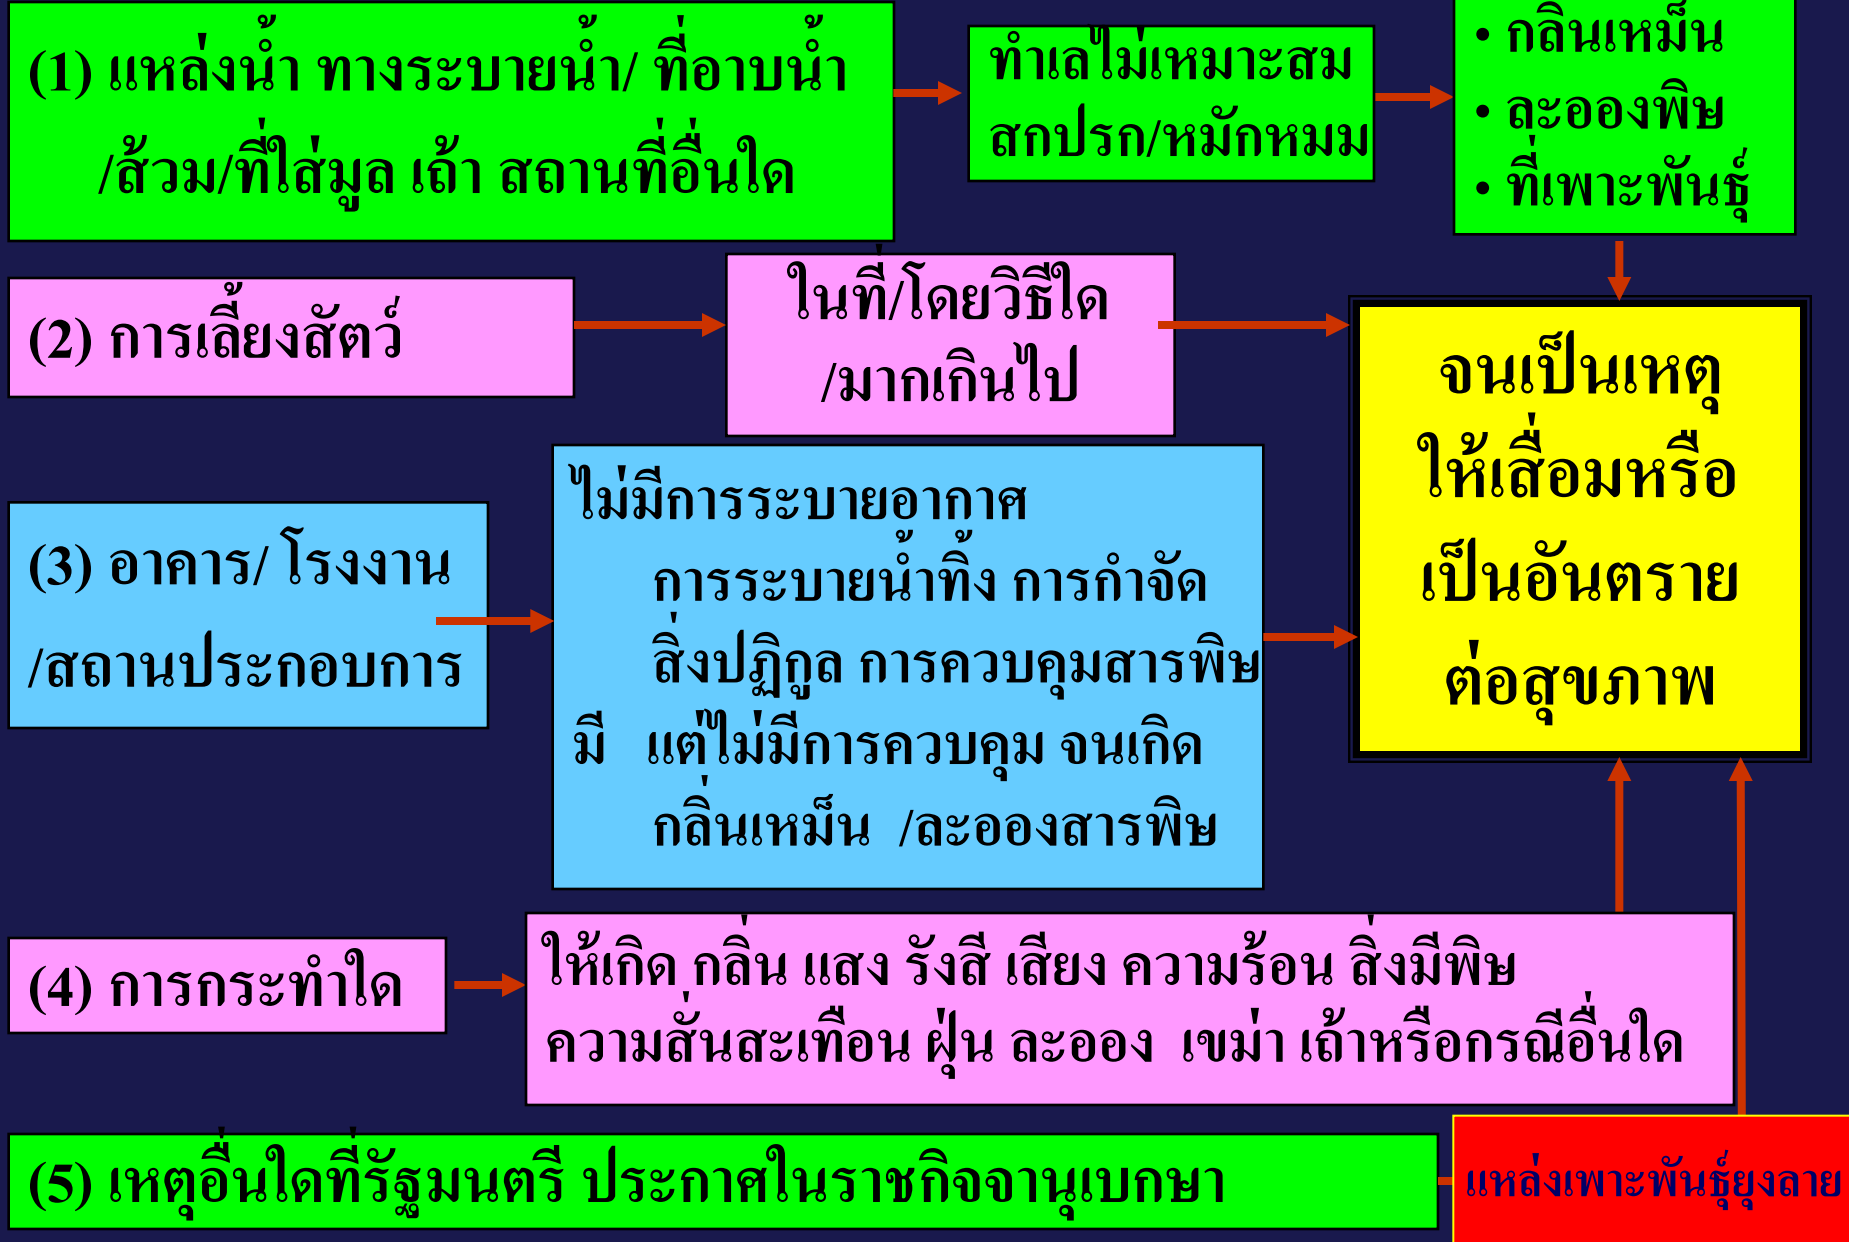 (1) แหล่งน้ำ ทางระบายน้ำ/ ที่อาบน้ำ
/ส้วม/ที่ใส่มูล เถ้า สถานที่อื่นใด
ทำเลไม่เหมาะสม
สกปรก/หมักหมม
• กลิ่นเหม็น
• ละอองพิษ
• ที่เพาะพันธุ์
(2) การเลี้ยงสัตว์
ในที่/โดยวิธีใด
/มากเกินไป
(3) อาคาร/ โรงงาน
/สถานประกอบการ
ไม่มีการระบายอากาศ
การระบายน้ำทิ้ง การกำจัด
สิ่งปฏิกูล การควบคุมสารพิษ
มี แต่ไม่มีการควบคุม จนเกิด
กลิ่นเหม็น /ละอองสารพิษ
จนเป็นเหตุ
ให้เสื่อมหรือ
เป็นอันตราย
ต่อสุขภาพ
(4) การกระทำใด
ให้เกิด กลิ่น แสง รังสี เสียง ความร้อน สิ่งมีพิษ
ความสั่นสะเทือน ฝุ่น ละออง เขม่า เถ้าหรือกรณีอื่นใด
(5) เหตุอื่นใดที่รัฐมนตรี ประกาศในราชกิจจานุเบกษา
แหล่งเพาะพันธุ์ยุงลาย